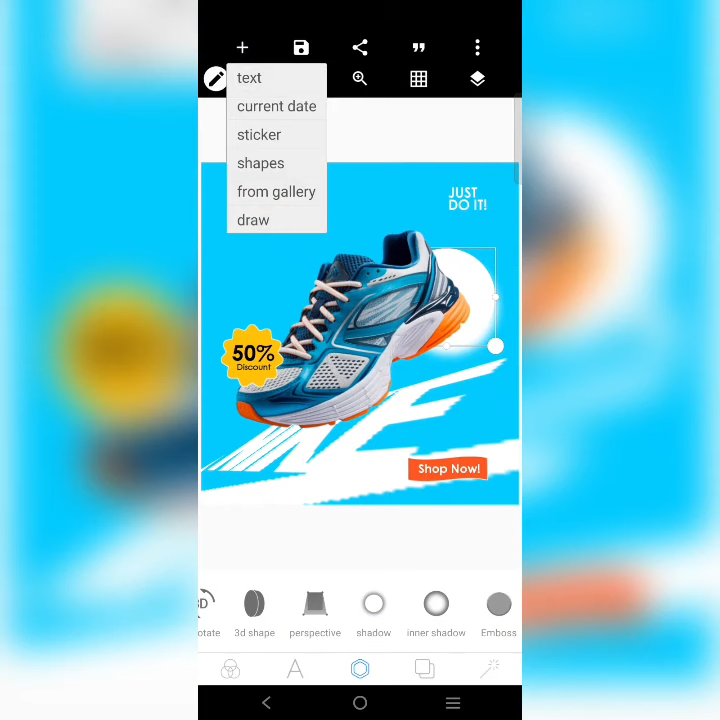 text
current date
sticker
shapes
from gallery
draw
JUST
DO IT!
50%
Discount
Shop Now!
3D
otate
3d shape
perspective
shadow
inner shadow
Emboss